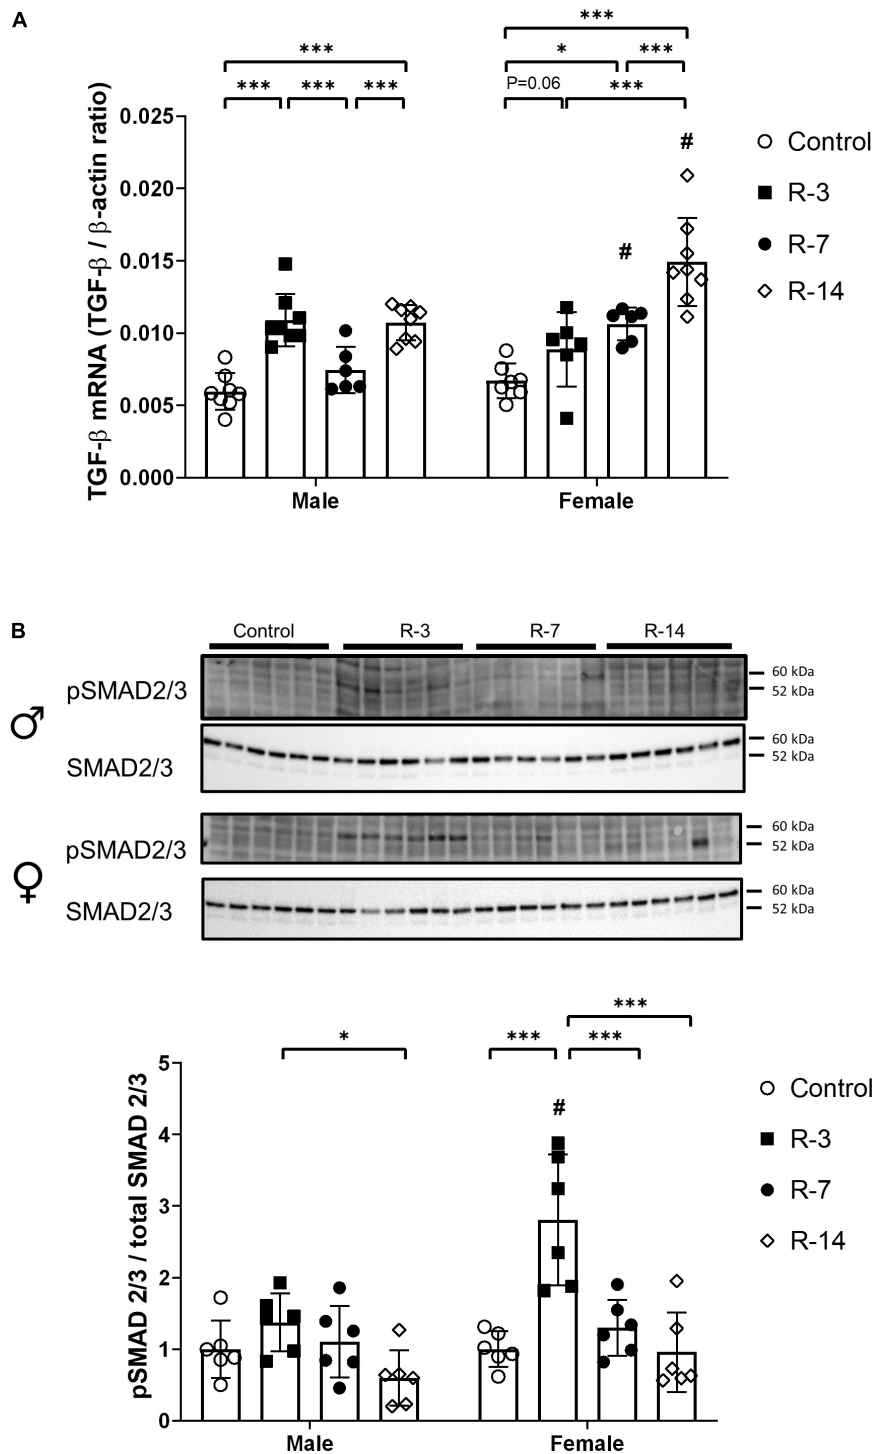 A
***
***
***
***
***
***
*
***
P=0.06
***
TGF-β mRNA (TGF-β / β-actin ratio)
0.025
0.020
0.015
0.010
0.005
0.000
#
#
Control
R-3
R-7
R-14
Male
Female
B
Control
R-3
R-7
R-14
♂
pSMAD2/3
60 kDa
52 kDa
SMAD2/3
60 kDa
52 kDa
♀
pSMAD2/3
60 kDa
52 kDa
SMAD2/3
60 kDa
52 kDa
*
***
***
***
pSMAD 2/3 / total SMAD 2/3
5
4
3
2
1
0
#
Control
R-3
R-7
R-14
Male
Female